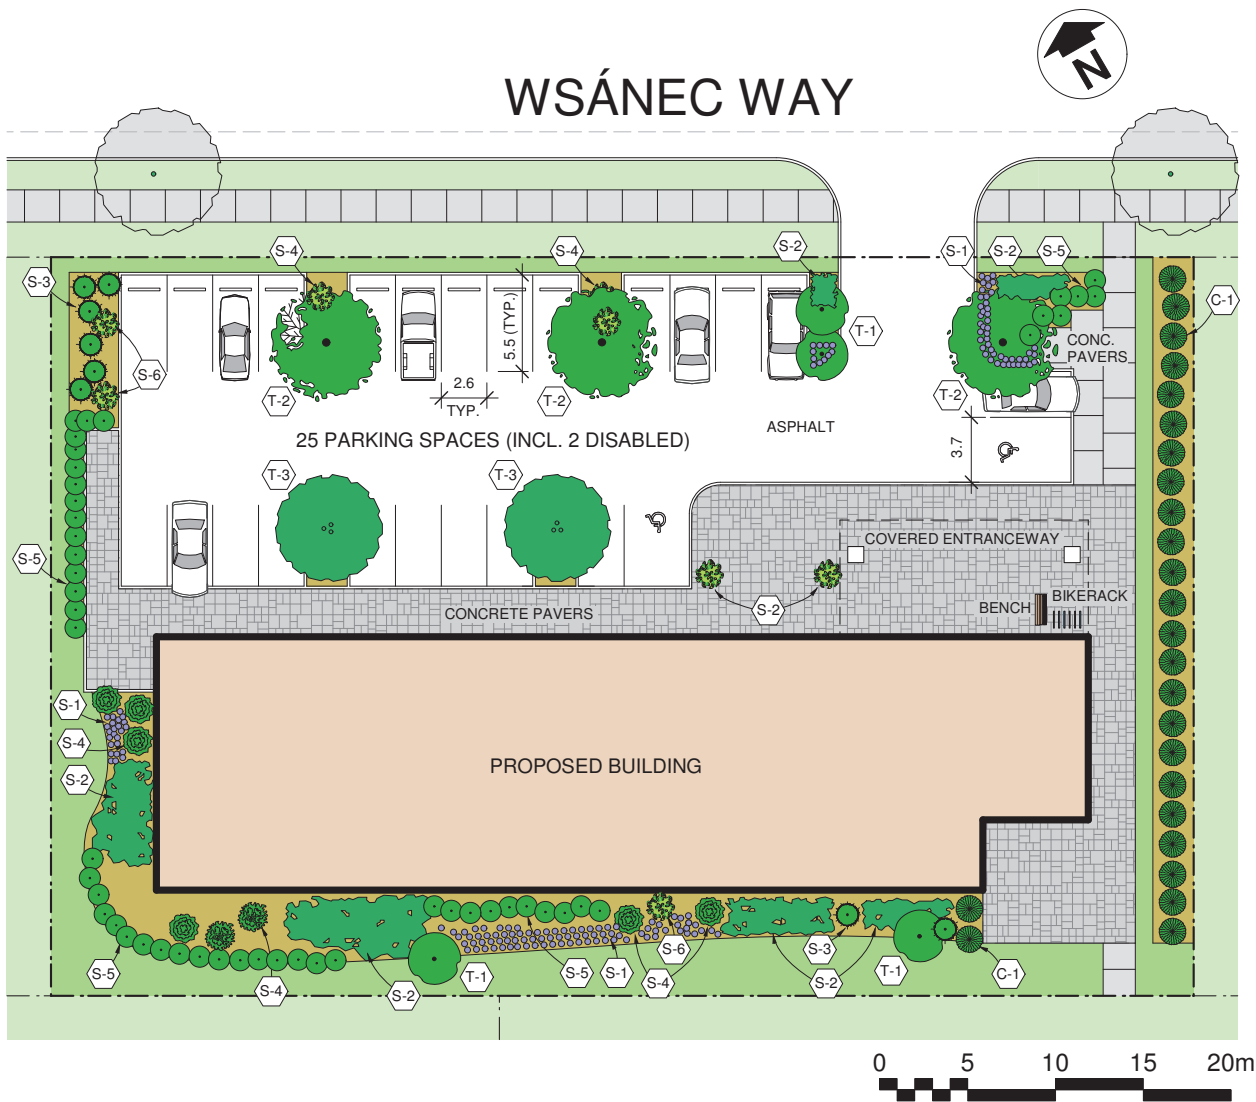 N
WSÁNEC WAY
S-4
S-4
S-2
S-1
S-2
S-5
S-3
C-1
5.5 (TYP.)
T-1
CONC.
PAVERS
S-6
2.6
TYP.
T-2
T-2
T-2
ASPHALT
25 PARKING SPACES (INCL. 2 DISABLED)
3.7
T-3
T-3
COVERED ENTRANCEWAY
S-5
BIKERACK
BENCH
S-2
CONCRETE PAVERS
S-1
S-4
PROPOSED BUILDING
S-2
S-6
S-3
S-5
S-4
S-2
T-1
S-5
S-1
S-4
S-2
T-1
C-1
0 5 10 15 20m